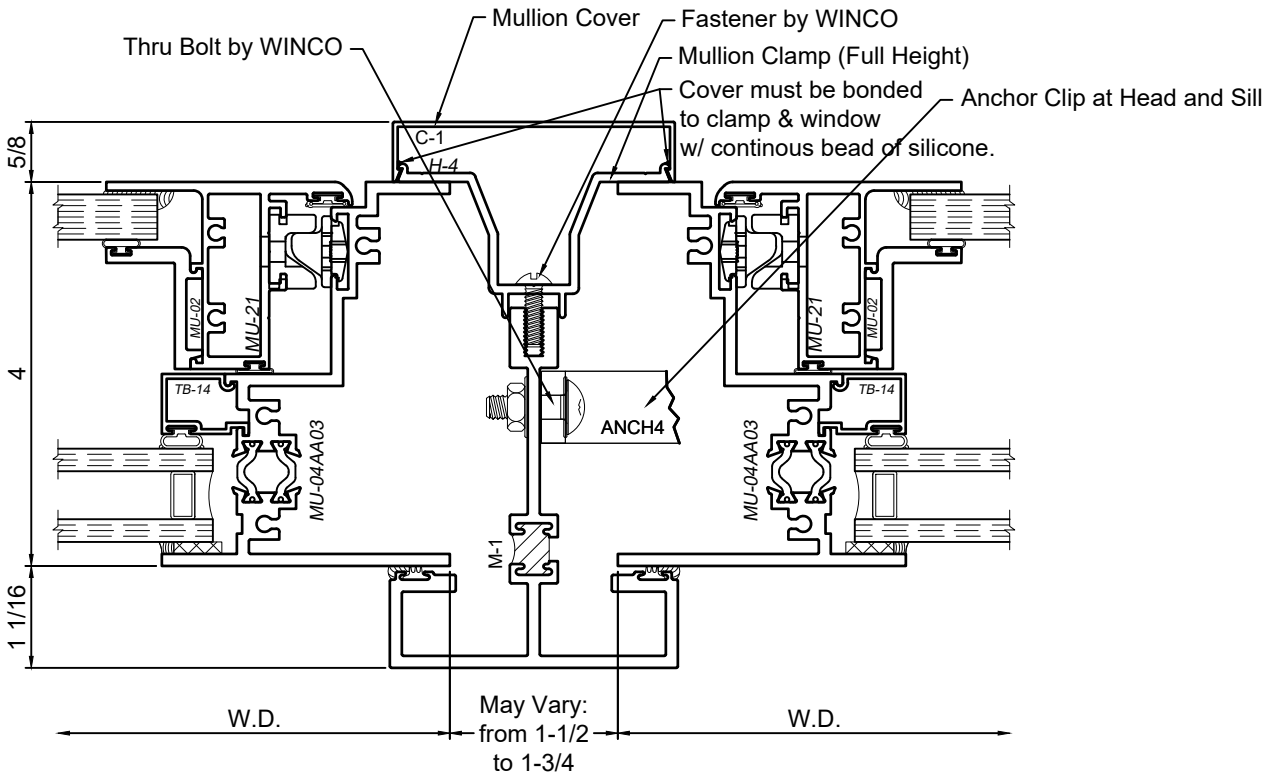 Mullion Cover
Fastener by WINCO
Thru Bolt by WINCO
Mullion Clamp (Full Height)
Cover must be bonded
to clamp & window
w/ continous bead of silicone.
Anchor Clip at Head and Sill
5/8
C-1
H-4
4
MU-02
MU-21
MU-21
MU-02
TB-14
TB-14
ANCH4
MU-04AA03
MU-04AA03
M-1
1 1/16
W.D.
May Vary:
from 1-1/2
to 1-3/4
W.D.